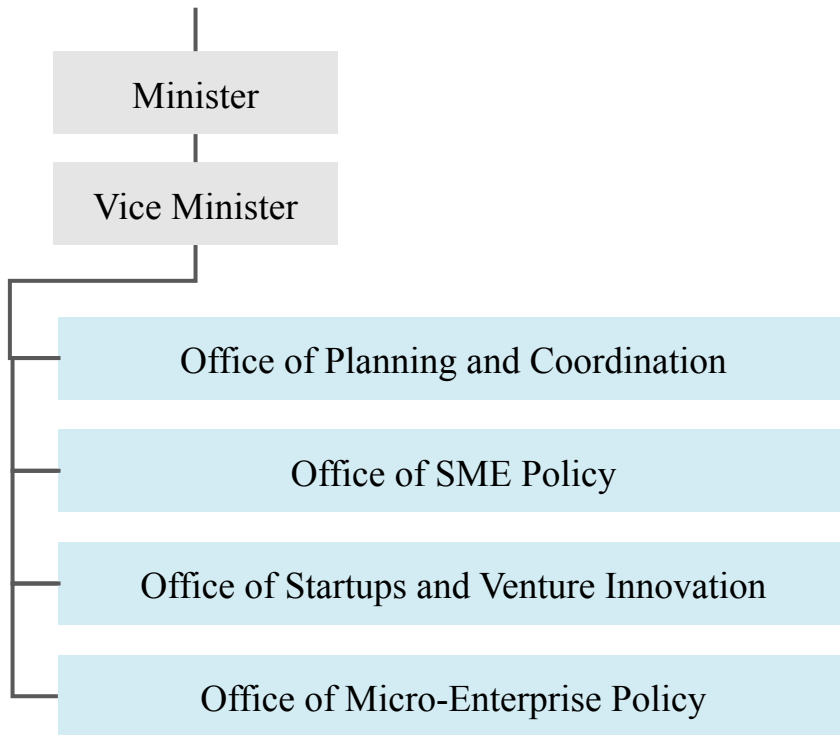 Minister
Vice Minister
Office of Planning and Coordination
Office of SME Policy
Office of Startups and Venture Innovation
Office of Micro-Enterprise Policy